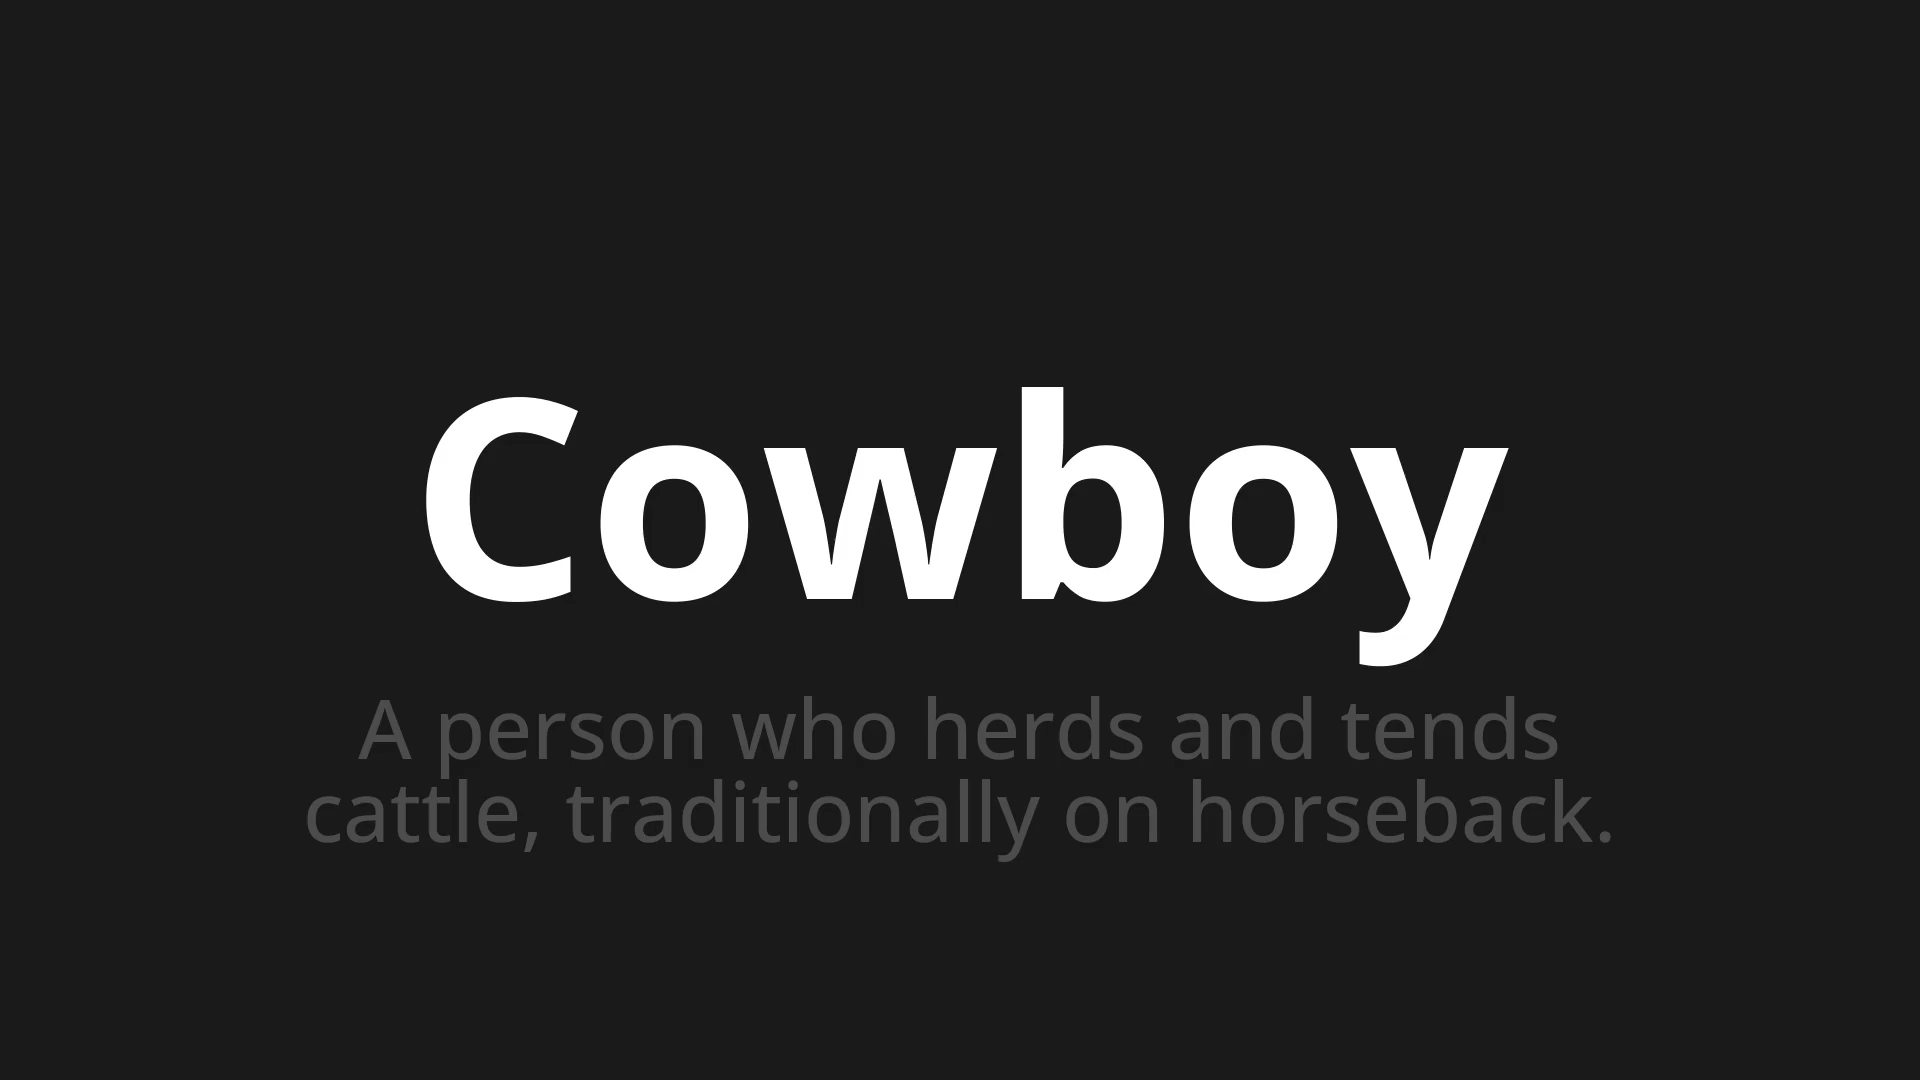 Cowboy
A person who herds and tends
cattle, traditionally on horseback.